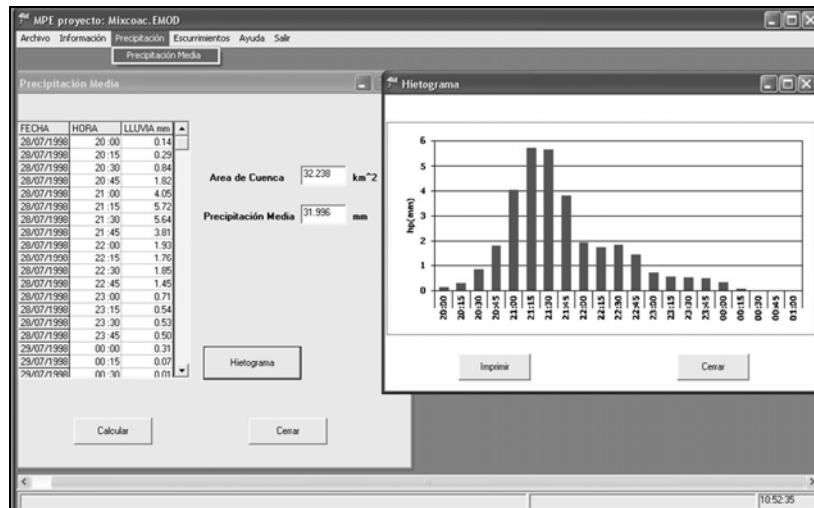 MPE proyecto: Mixcoac.EMOD
Archivo Información Precipitación Escurrimientos Ayuda Salir
Precipitación Media
Precipitación Media
FECHA HORA LLUVIA mm
28/07/1998 20:00 0.14
28/07/1998 20:15 0.29
28/07/1998 20:30 0.84
28/07/1998 20:45 1.82
28/07/1998 21:00 4.05
28/07/1998 21:15 5.72
28/07/1998 21:30 5.64
28/07/1998 21:45 3.81
28/07/1998 22:00 1.93
28/07/1998 22:15 1.76
28/07/1998 22:30 1.85
28/07/1998 22:45 1.45
28/07/1998 23:00 0.71
28/07/1998 23:15 0.54
28/07/1998 23:30 0.53
28/07/1998 23:45 0.50
29/07/1998 00:00 0.31
29/07/1998 00:15 0.07
29/07/1998 00:30 0.01
Area de Cuenca 32.238 km^2
Precipitación Media 31.996 mm
Hietograma
Calcular Cerrar
Hietograma
6
5
4
3
2
1
0
hp(mm)
20:00 20:15 20:30 20:45 21:00 21:15 21:30 21:45 22:00 22:15 22:30 22:45 23:00 23:15 23:30 23:45 00:00 00:15 00:30 00:45 01:00
Imprimir Cerrar
10:52:35